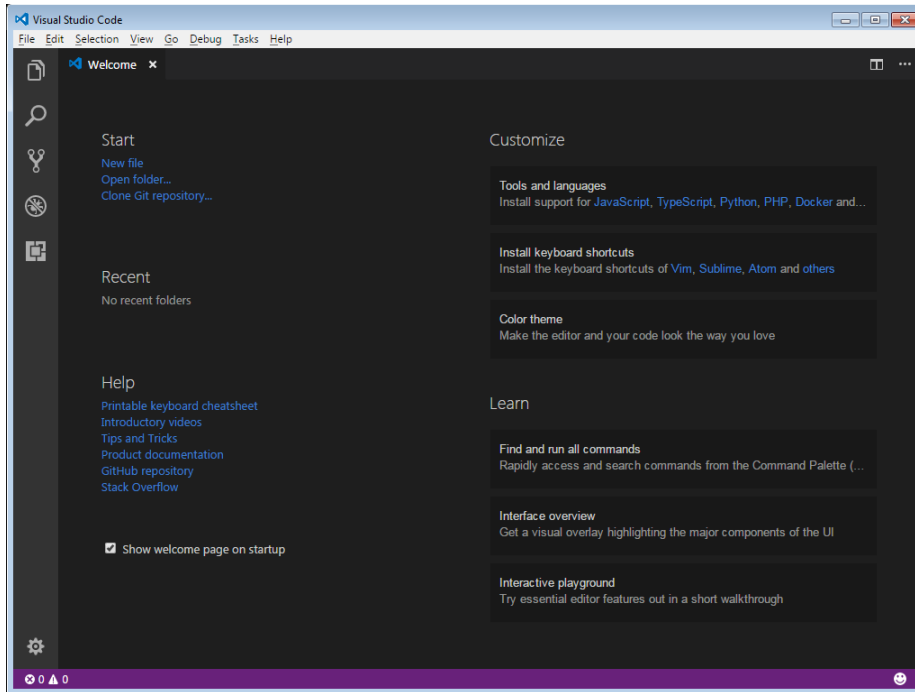 Visual Studio Code
File Edit Selection View Go Debug Tasks Help
Welcome
Start
New file
Open folder...
Clone Git repository...
Recent
No recent folders
Help
Printable keyboard cheatsheet
Introductory videos
Tips and Tricks
Product documentation
GitHub repository
Stack Overflow
Show welcome page on startup
Customize
Tools and languages
Install support for JavaScript, TypeScript, Python, PHP, Docker and...
Install keyboard shortcuts
Install the keyboard shortcuts of Vim, Sublime, Atom and others
Color theme
Make the editor and your code look the way you love
Learn
Find and run all commands
Rapidly access and search commands from the Command Palette (...
Interface overview
Get a visual overlay highlighting the major components of the UI
Interactive playground
Try essential editor features out in a short walkthrough
0 0